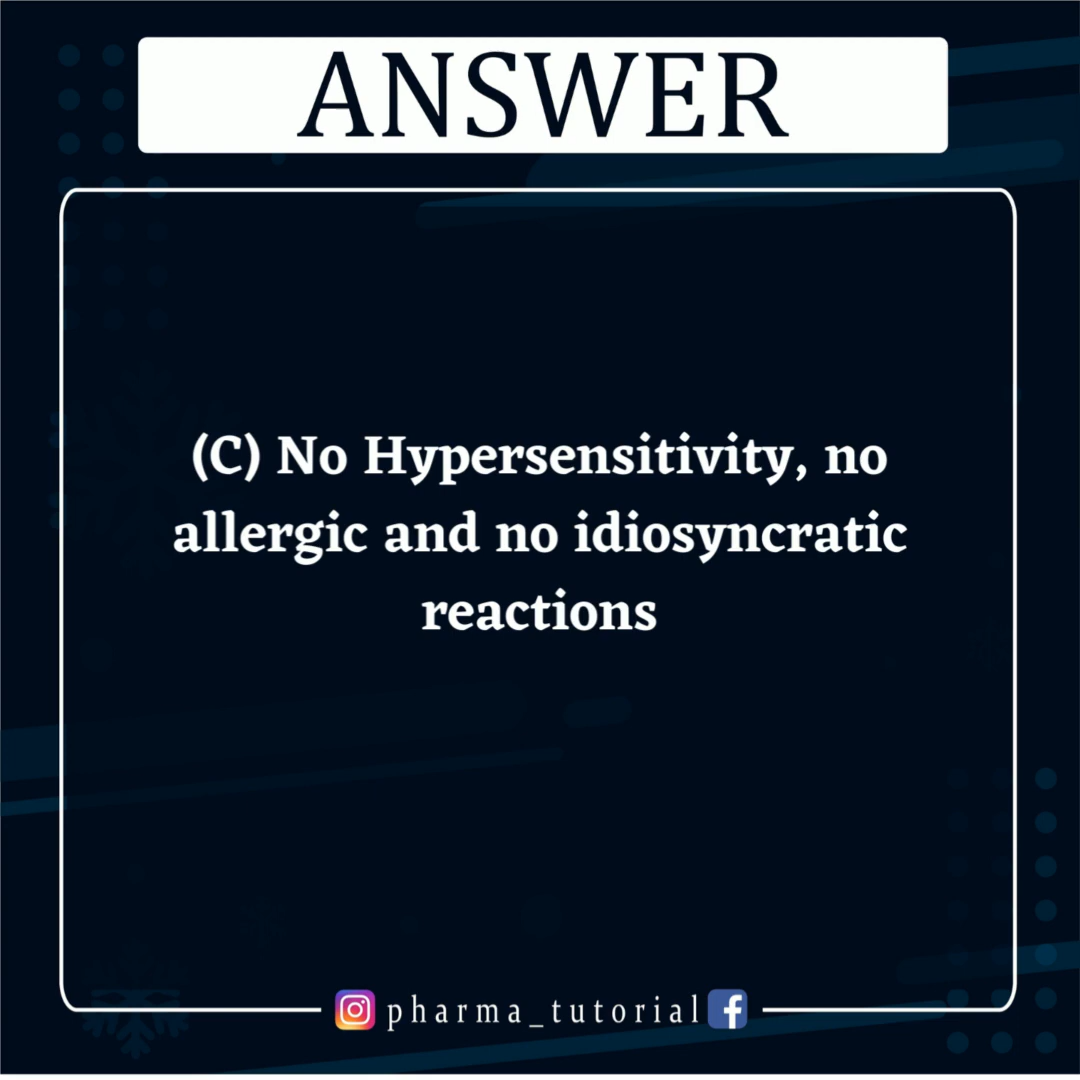 ANSWER
(C) No Hypersensitivity, no
allergic and no idiosyncratic
reactions
pharma_tutorial